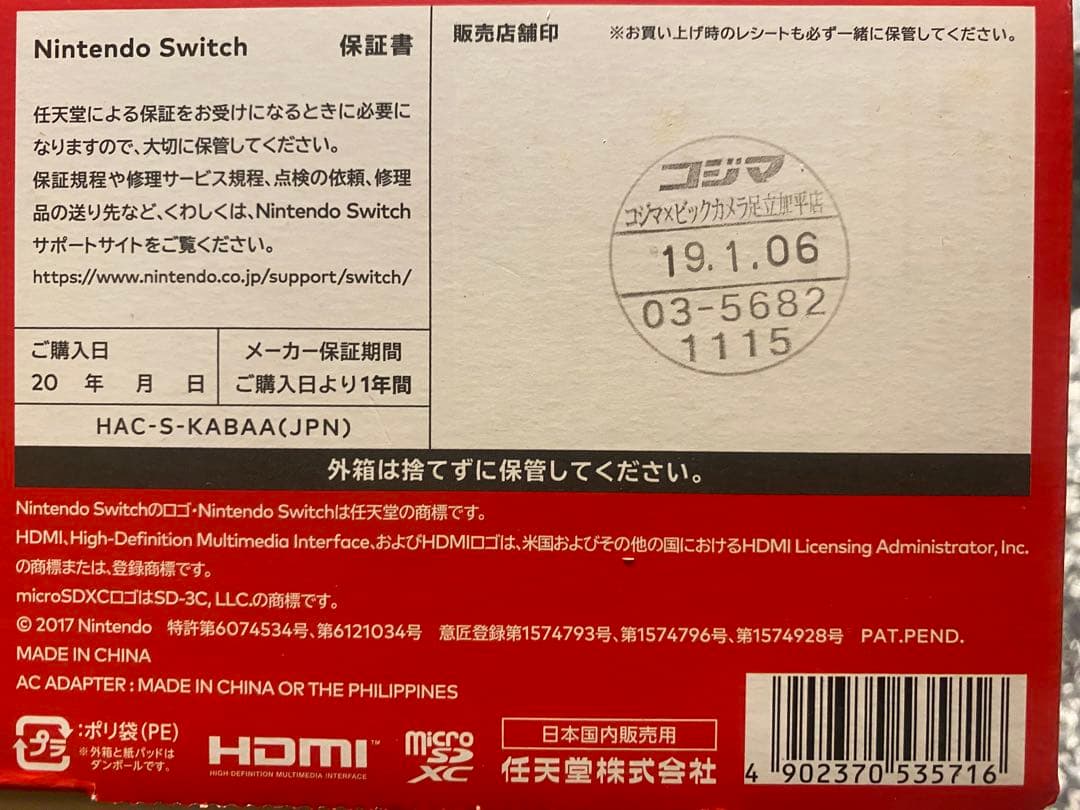 Nintendo Switch 保証書
任天堂による保証をお受けになるときに必要に
なりますので、大切に保管してください。
保証規程や修理サービス規程、点検の依頼、修理
品の送り先など、くわしくは、Nintendo Switch
サポートサイトをご覧ください。
https://www.nintendo.co.jp/support/switch/
ご購入日
20 年 月 日
メーカー保証期間
ご購入日より1年間
HAC-S-KABAA(JPN)
販売店舗印 ※お買い上げ時のレシートも必ず一緒に保管してください。
コジマ
コジマ×ビックカメラ足立加平店
19.1.06
03-5682
1115
外箱は捨てずに保管してください。
Nintendo Switchのロゴ・Nintendo Switchは任天堂の商標です。
HDMI、High-Definition Multimedia Interface、およびHDMIロゴは、米国およびその他の国におけるHDMI Licensing Administrator, Inc.
の商標または、登録商標です。
microSDXCロゴはSD-3C, LLC.の商標です。
© 2017 Nintendo 特許第6074534号、第6121034号 意匠登録第1574793号、第1574796号、第1574928号 PAT.PEND.
MADE IN CHINA
AC ADAPTER : MADE IN CHINA OR THE PHILIPPINES
プラ
:ポリ袋(PE)
※外箱と紙パッドは
ダンボールです。
HDMI™
HIGH-DEFINITION MULTIMEDIA INTERFACE
micro
SD
XC
日本国内販売用
任天堂株式会社
4 902370 535716